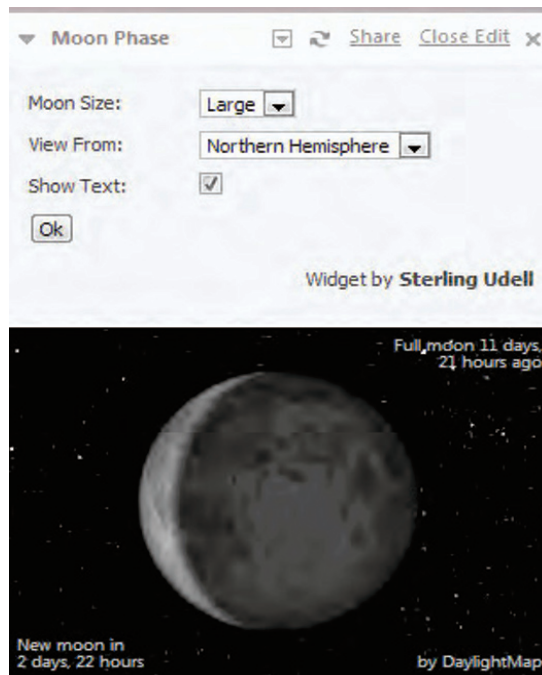 Moon Phase Share Close Edit
Moon Size: Large
View From: Northern Hemisphere
Show Text:
Ok
Widget by Sterling Udell
Full moon 11 days,
21 hours ago
New moon in
2 days, 22 hours
by DaylightMap